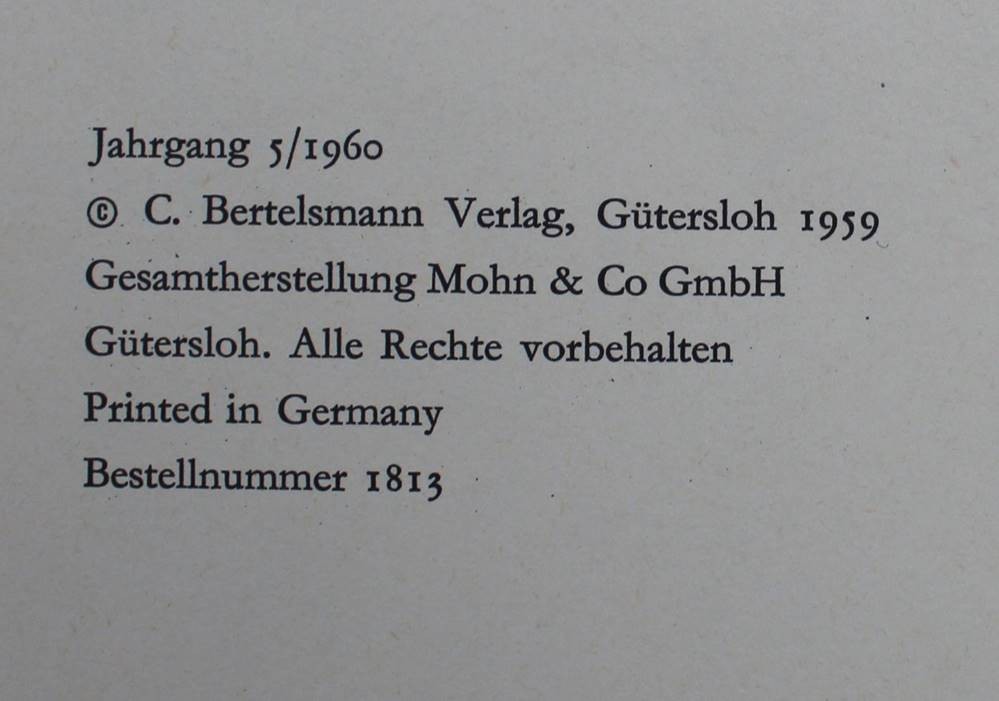 Jahrgang 5/1960
© C. Bertelsmann Verlag, Gütersloh 1959
Gesamtherstellung Mohn & Co GmbH
Gütersloh. Alle Rechte vorbehalten
Printed in Germany
Bestellnummer 1813